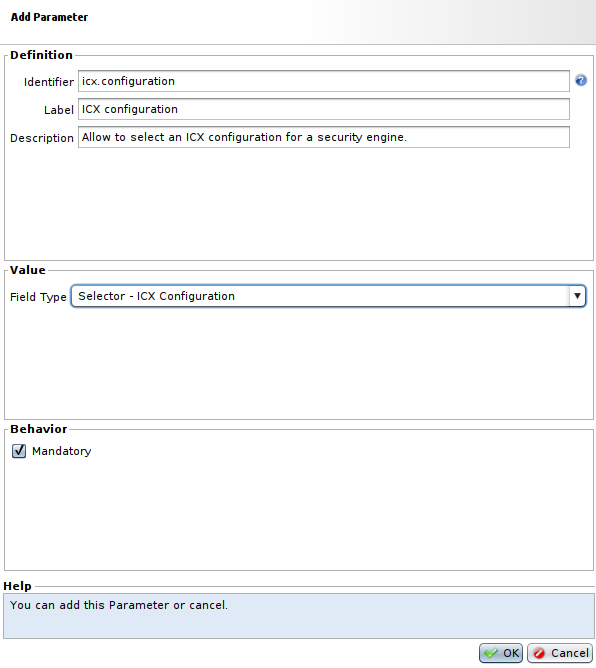 Add Parameter
Definition
Identifier icx.configuration
Label ICX configuration
Description Allow to select an ICX configuration for a security engine.
Value
Field Type Selector - ICX Configuration
Behavior
Mandatory
Help
You can add this Parameter or cancel.
OK Cancel